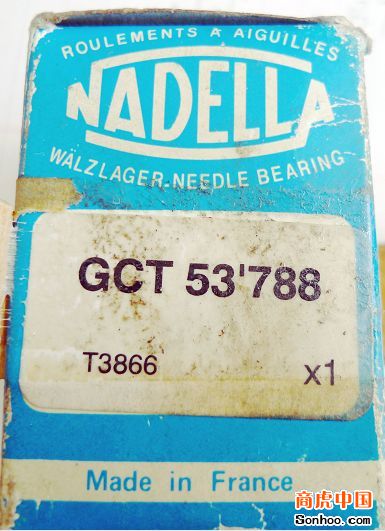 ROULEMENTS A AIGUILLES
NADELLA
WÄLZLAGER-NEEDLE BEARING
GCT 53'788
T3866 x1
Made in France
商虎中国
Sonhoo.com